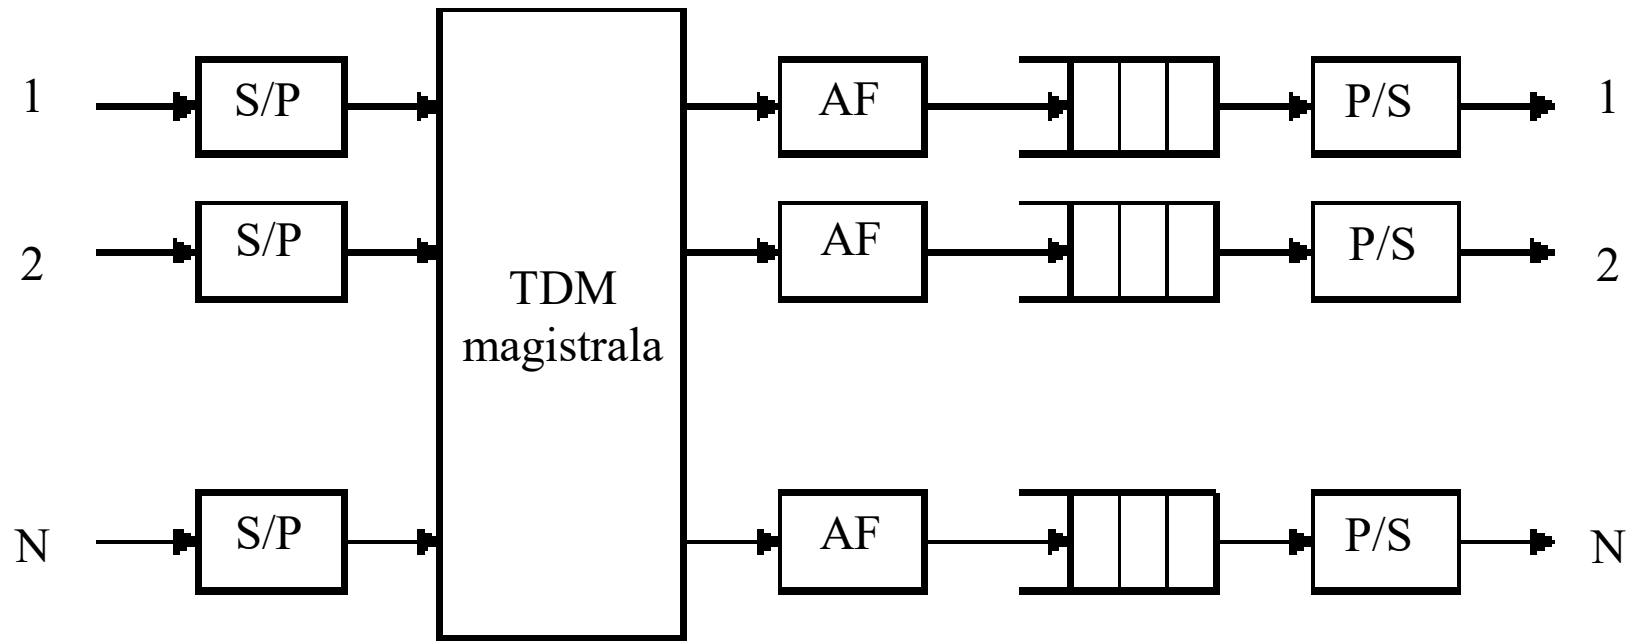 1 S/P AF P/S 1
2 S/P AF P/S 2
TDM
magistrala
N S/P AF P/S N